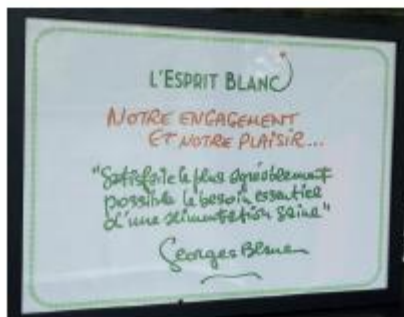 L'ESPRIT BLANC
NOTRE ENGAGEMENT
ET NOTRE PLAISIR...
"Satisfaire le plus agréablement
possible le besoin essentiel
d'une alimentation saine"
Georges Blanc